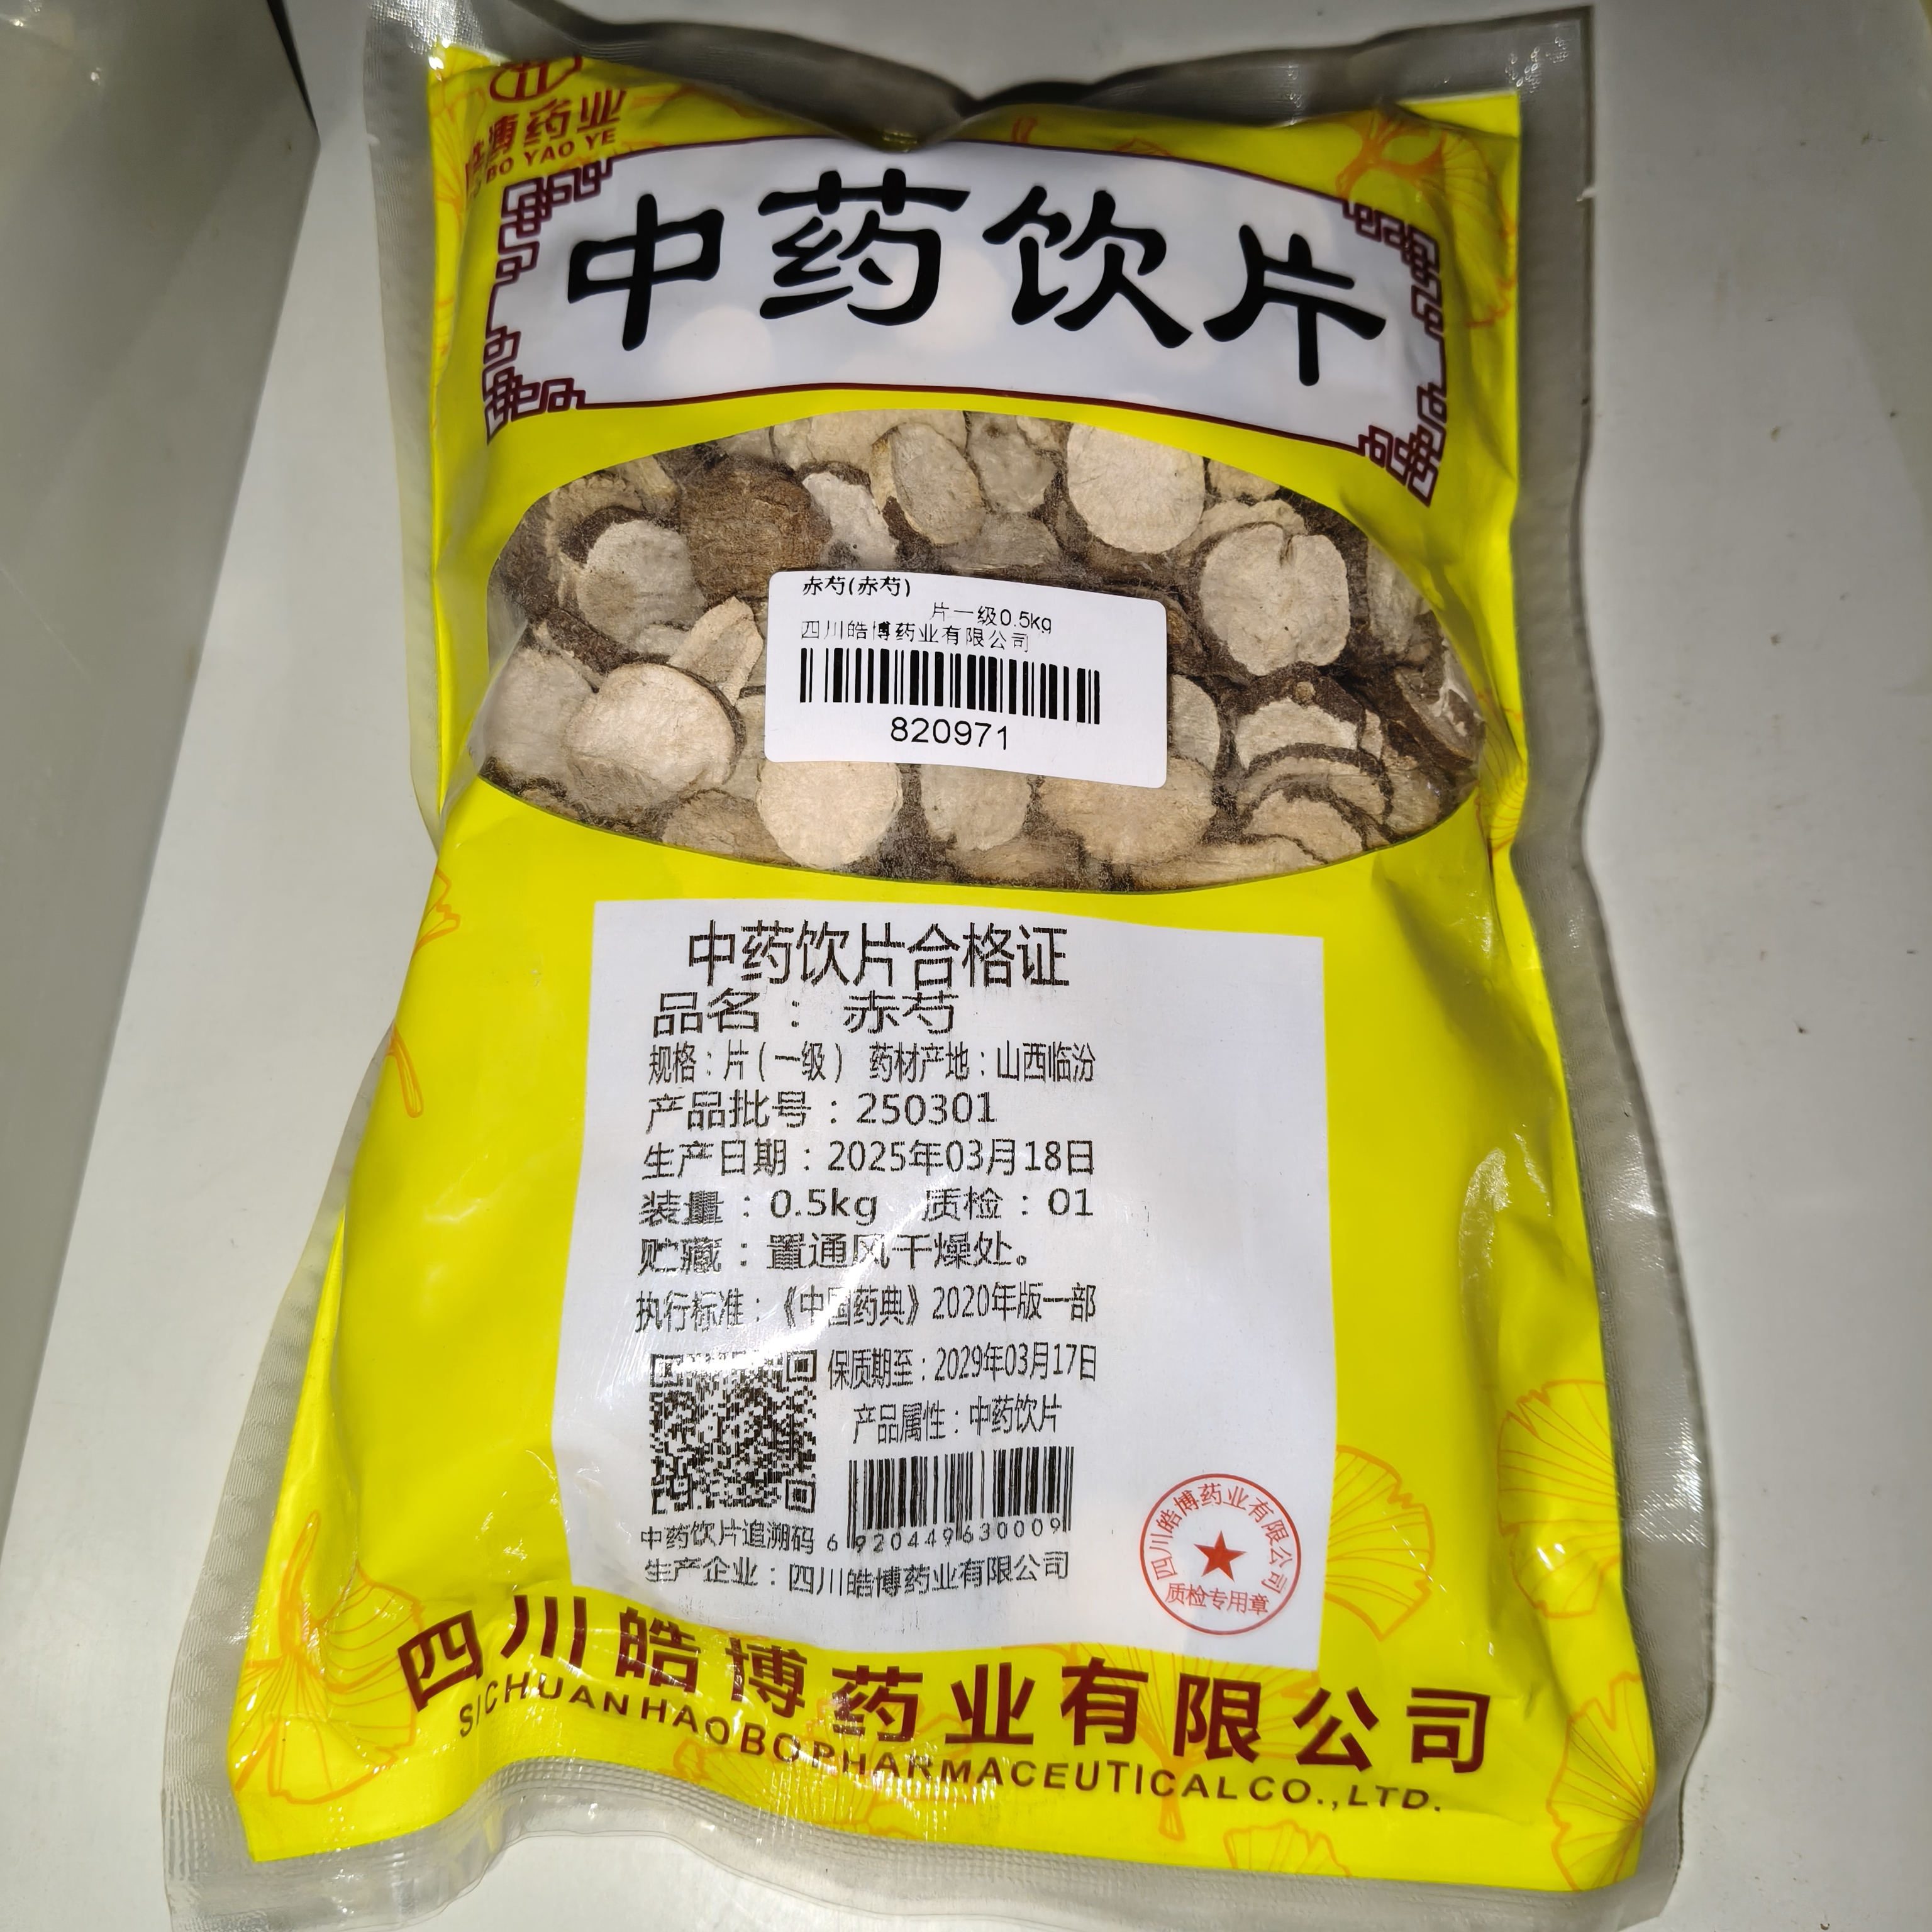 博药业
BO YAO YE
中药饮片
赤芍(赤芍)
片一级0.5kg
四川皓博药业有限公司
820971
中药饮片合格证
品名： 赤芍
规格：片(一级) 药材产地：山西临汾
产品批号：250301
生产日期：2025年03月18日
装量：0.5kg 质检：01
贮藏：置通风干燥处。
执行标准：《中国药典》2020年版一部
保质期至：2029年03月17日
产品属性：中药饮片
中药饮片追溯码
6 920449 630009
生产企业：四川皓博药业有限公司
四川皓博药业有限公司
质检专用章
四川皓博药业有限公司
SICHUANHAOBOPHARMACEUTICALCO.,LTD.